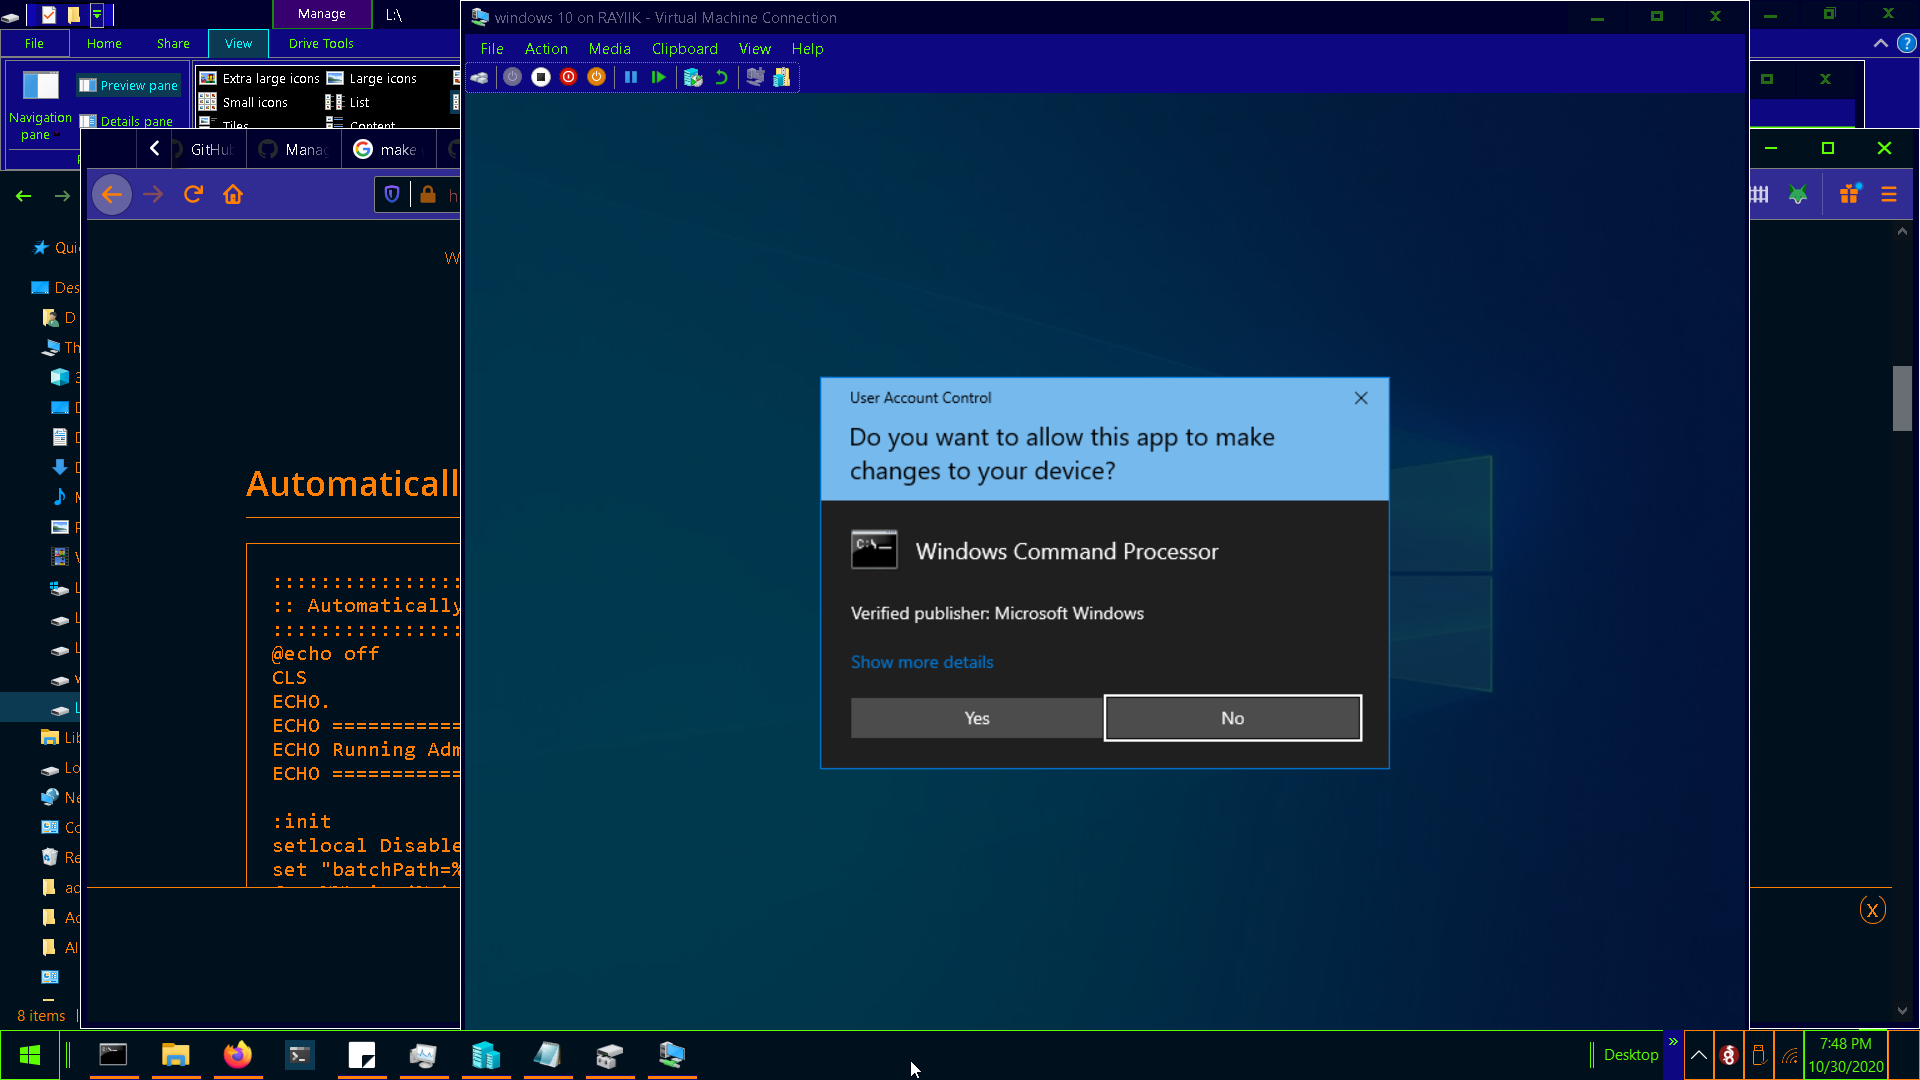 Manage
L:\
File
Home
Share
View
Drive Tools
Preview pane
Navigation
pane
Details pane
Extra large icons
Large icons
Small icons
List
Tiles
Content
windows 10 on RAYIIK - Virtual Machine Connection
File
Action
Media
Clipboard
View
Help
GitHub
Mana
make
Qui
Des
D
Th
Lib
Lo
Ne
Co
Re
ac
Ac
Al
8 items
W
Automaticall
::::::::::::::::
:: Automatically
::::::::::::::::
@echo off
CLS
ECHO.
ECHO ===========
ECHO Running Adm
ECHO ===========
:init
setlocal Disable
set "batchPath=%
User Account Control
Do you want to allow this app to make
changes to your device?
C:\
Windows Command Processor
Verified publisher: Microsoft Windows
Show more details
Yes
No
Desktop
7:48 PM
10/30/2020